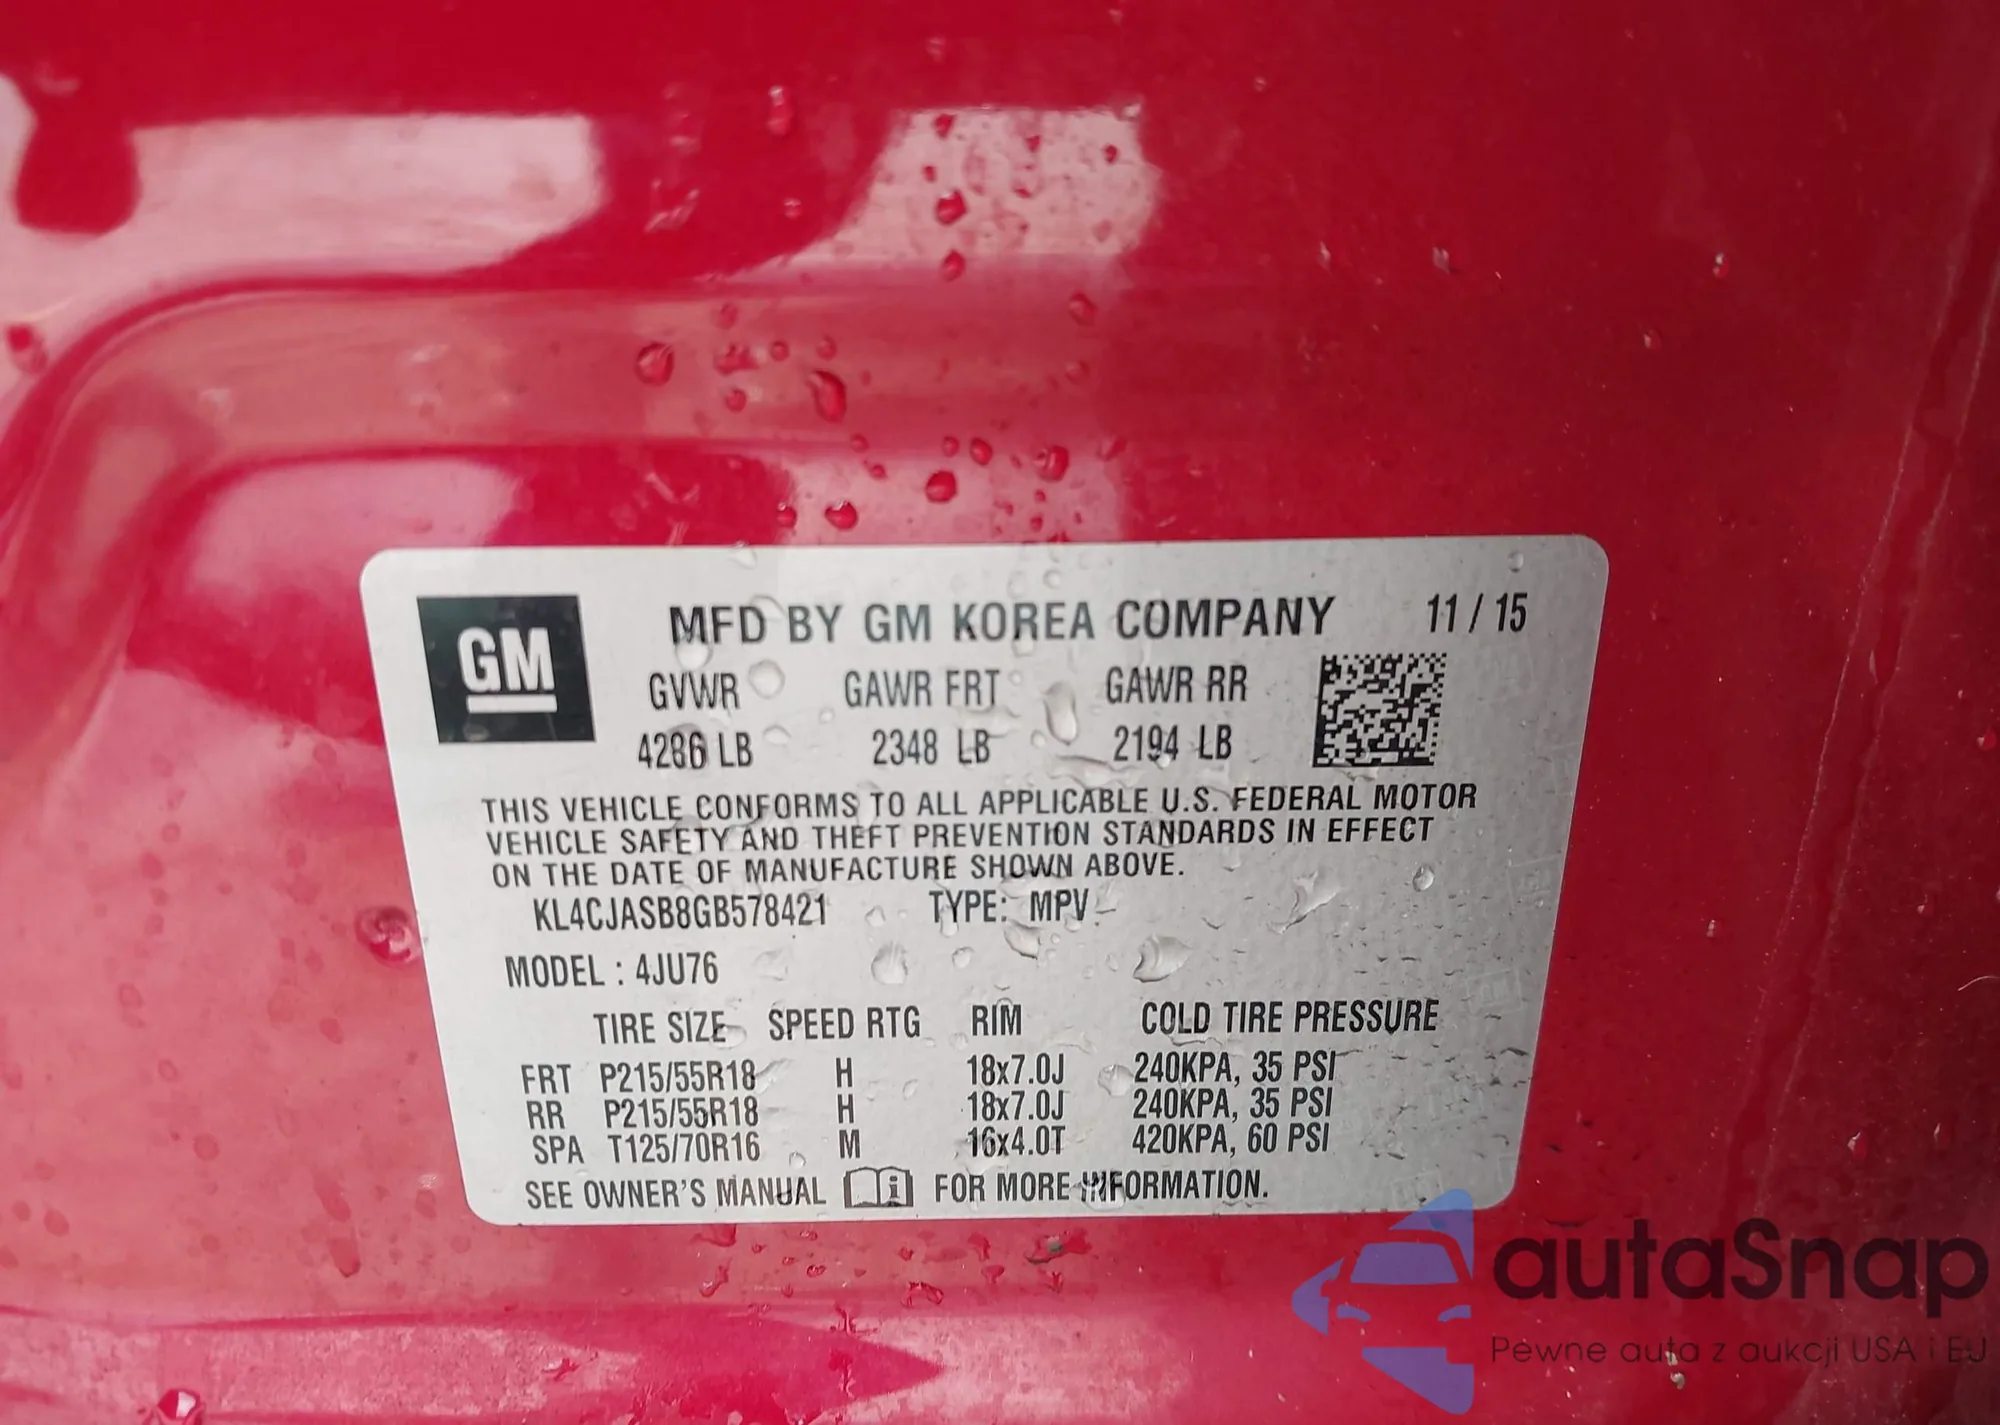 GM
MFD BY GM KOREA COMPANY 11 / 15
GVWR GAWR FRT GAWR RR
4286 LB 2348 LB 2194 LB
THIS VEHICLE CONFORMS TO ALL APPLICABLE U.S. FEDERAL MOTOR
VEHICLE SAFETY AND THEFT PREVENTION STANDARDS IN EFFECT
ON THE DATE OF MANUFACTURE SHOWN ABOVE.
KL4CJASB8GB578421 TYPE: MPV
MODEL : 4JU76
TIRE SIZE SPEED RTG RIM COLD TIRE PRESSURE
FRT P215/55R18 H 18x7.0J 240KPA, 35 PSI
RR P215/55R18 H 18x7.0J 240KPA, 35 PSI
SPA T125/70R16 M 16x4.0T 420KPA, 60 PSI
SEE OWNER'S MANUAL i FOR MORE INFORMATION.
autaSnap
Pewne auta z aukcji USA i EU